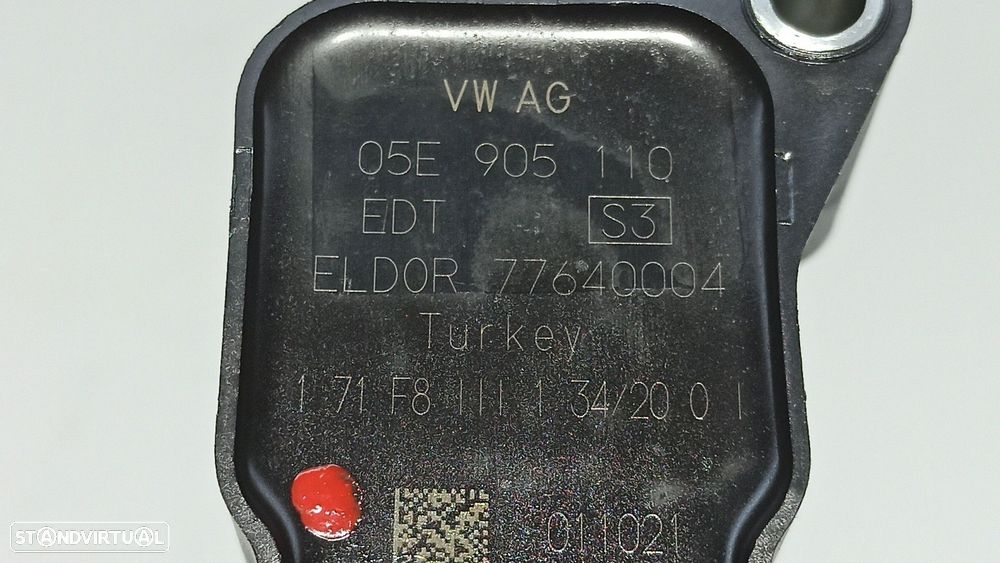 VW AG
05E 905 110
EDT S3
ELDOR 77640004
Turkey
1 71 F8 III 1 34/20 0 1
011021
STANDVIRTUAL